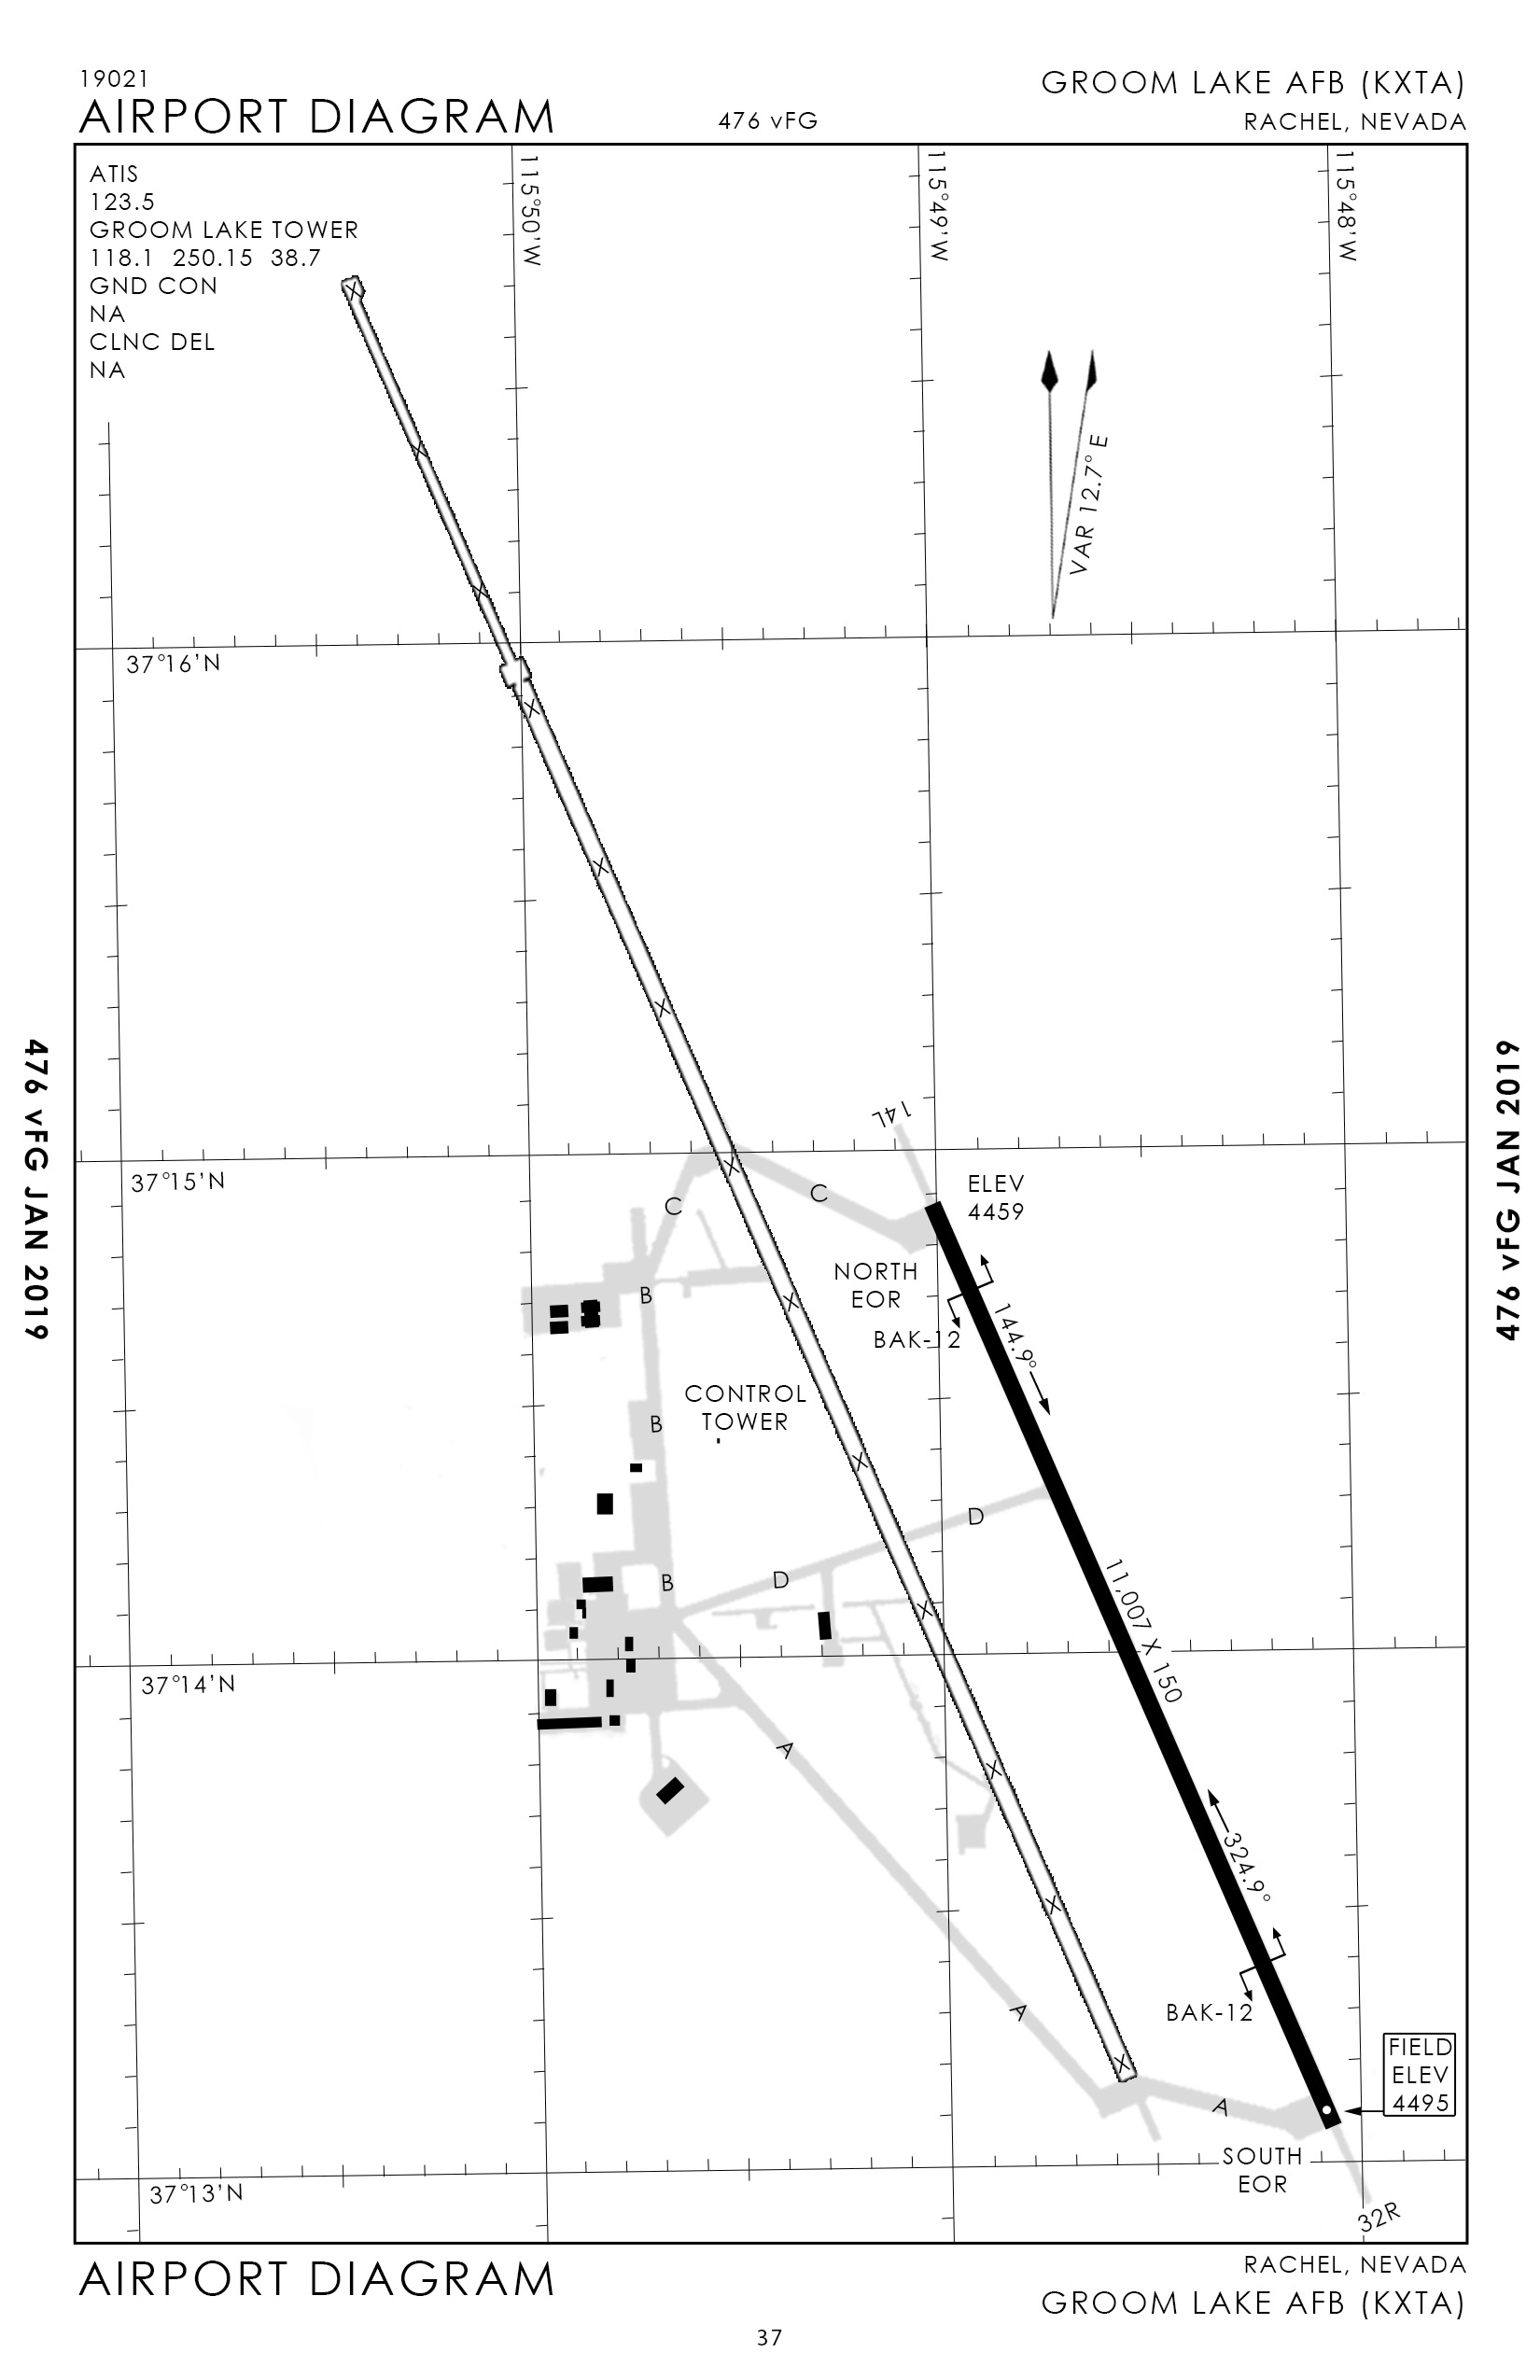 19021
AIRPORT DIAGRAM
476 vFG
GROOM LAKE AFB (KXTA)
RACHEL, NEVADA
ATIS
123.5
GROOM LAKE TOWER
118.1 250.15 38.7
GND CON
NA
CLNC DEL
NA
115°50'W
115°49'W
115°48'W
VAR 12.7° E
X
X
X
37°16'N
X
X
X
476 vFG JAN 2019
476 vFG JAN 2019
14L
37°15'N
X
C
C
ELEV
4459
NORTH
EOR
B
X
BAK-12
144.9°
CONTROL
TOWER
B
X
D
B
D
X
11,007 X 150
37°14'N
A
X
324.9°
X
A
BAK-12
X
FIELD
ELEV
4495
A
SOUTH
EOR
37°13'N
32R
AIRPORT DIAGRAM
RACHEL, NEVADA
GROOM LAKE AFB (KXTA)
37